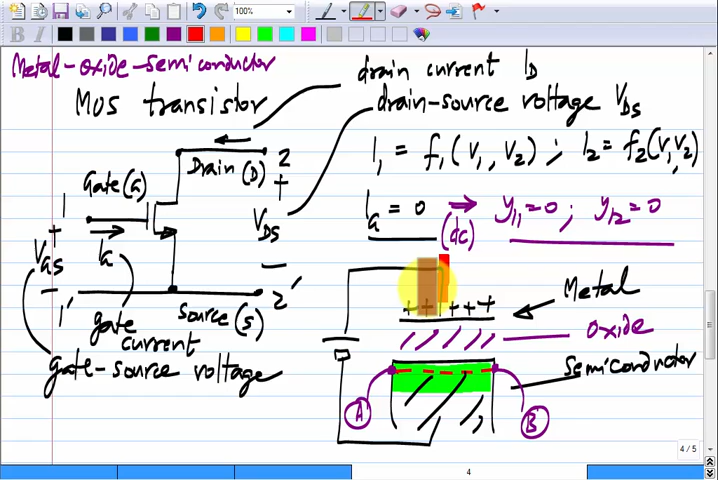 100%
B I
Metal-oxide-semiconductor
MOS transistor
drain current ID
drain-source voltage VDS
I1 = f1(V1, V2) ; I2 = f2(V1, V2)
IG = 0 (dc) ⇒ y11=0 ; y12=0
Drain (D) 2
Gate (G)
1
+
+
VDS
VGS
IG
−
−
1'
2'
Source (S)
gate current
gate-source voltage
++ +++
Metal
oxide
Semiconductor
A
B
4 / 5
4